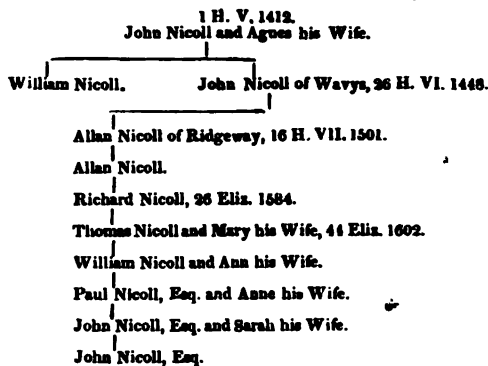 1 H. V. 1412.
John Nicoll and Agnes his Wife.
William Nicoll. John Nicoll of Wavys, 26 H. VI. 1448.
Allan Nicoll of Ridgeway, 16 H. VII. 1501.
Allan Nicoll.
Richard Nicoll, 26 Eliz. 1584.
Thomas Nicoll and Mary his Wife, 44 Eliz. 1602.
William Nicoll and Ann his Wife.
Paul Nicoll, Esq. and Anne his Wife.
John Nicoll, Esq. and Sarah his Wife.
John Nicoll, Esq.